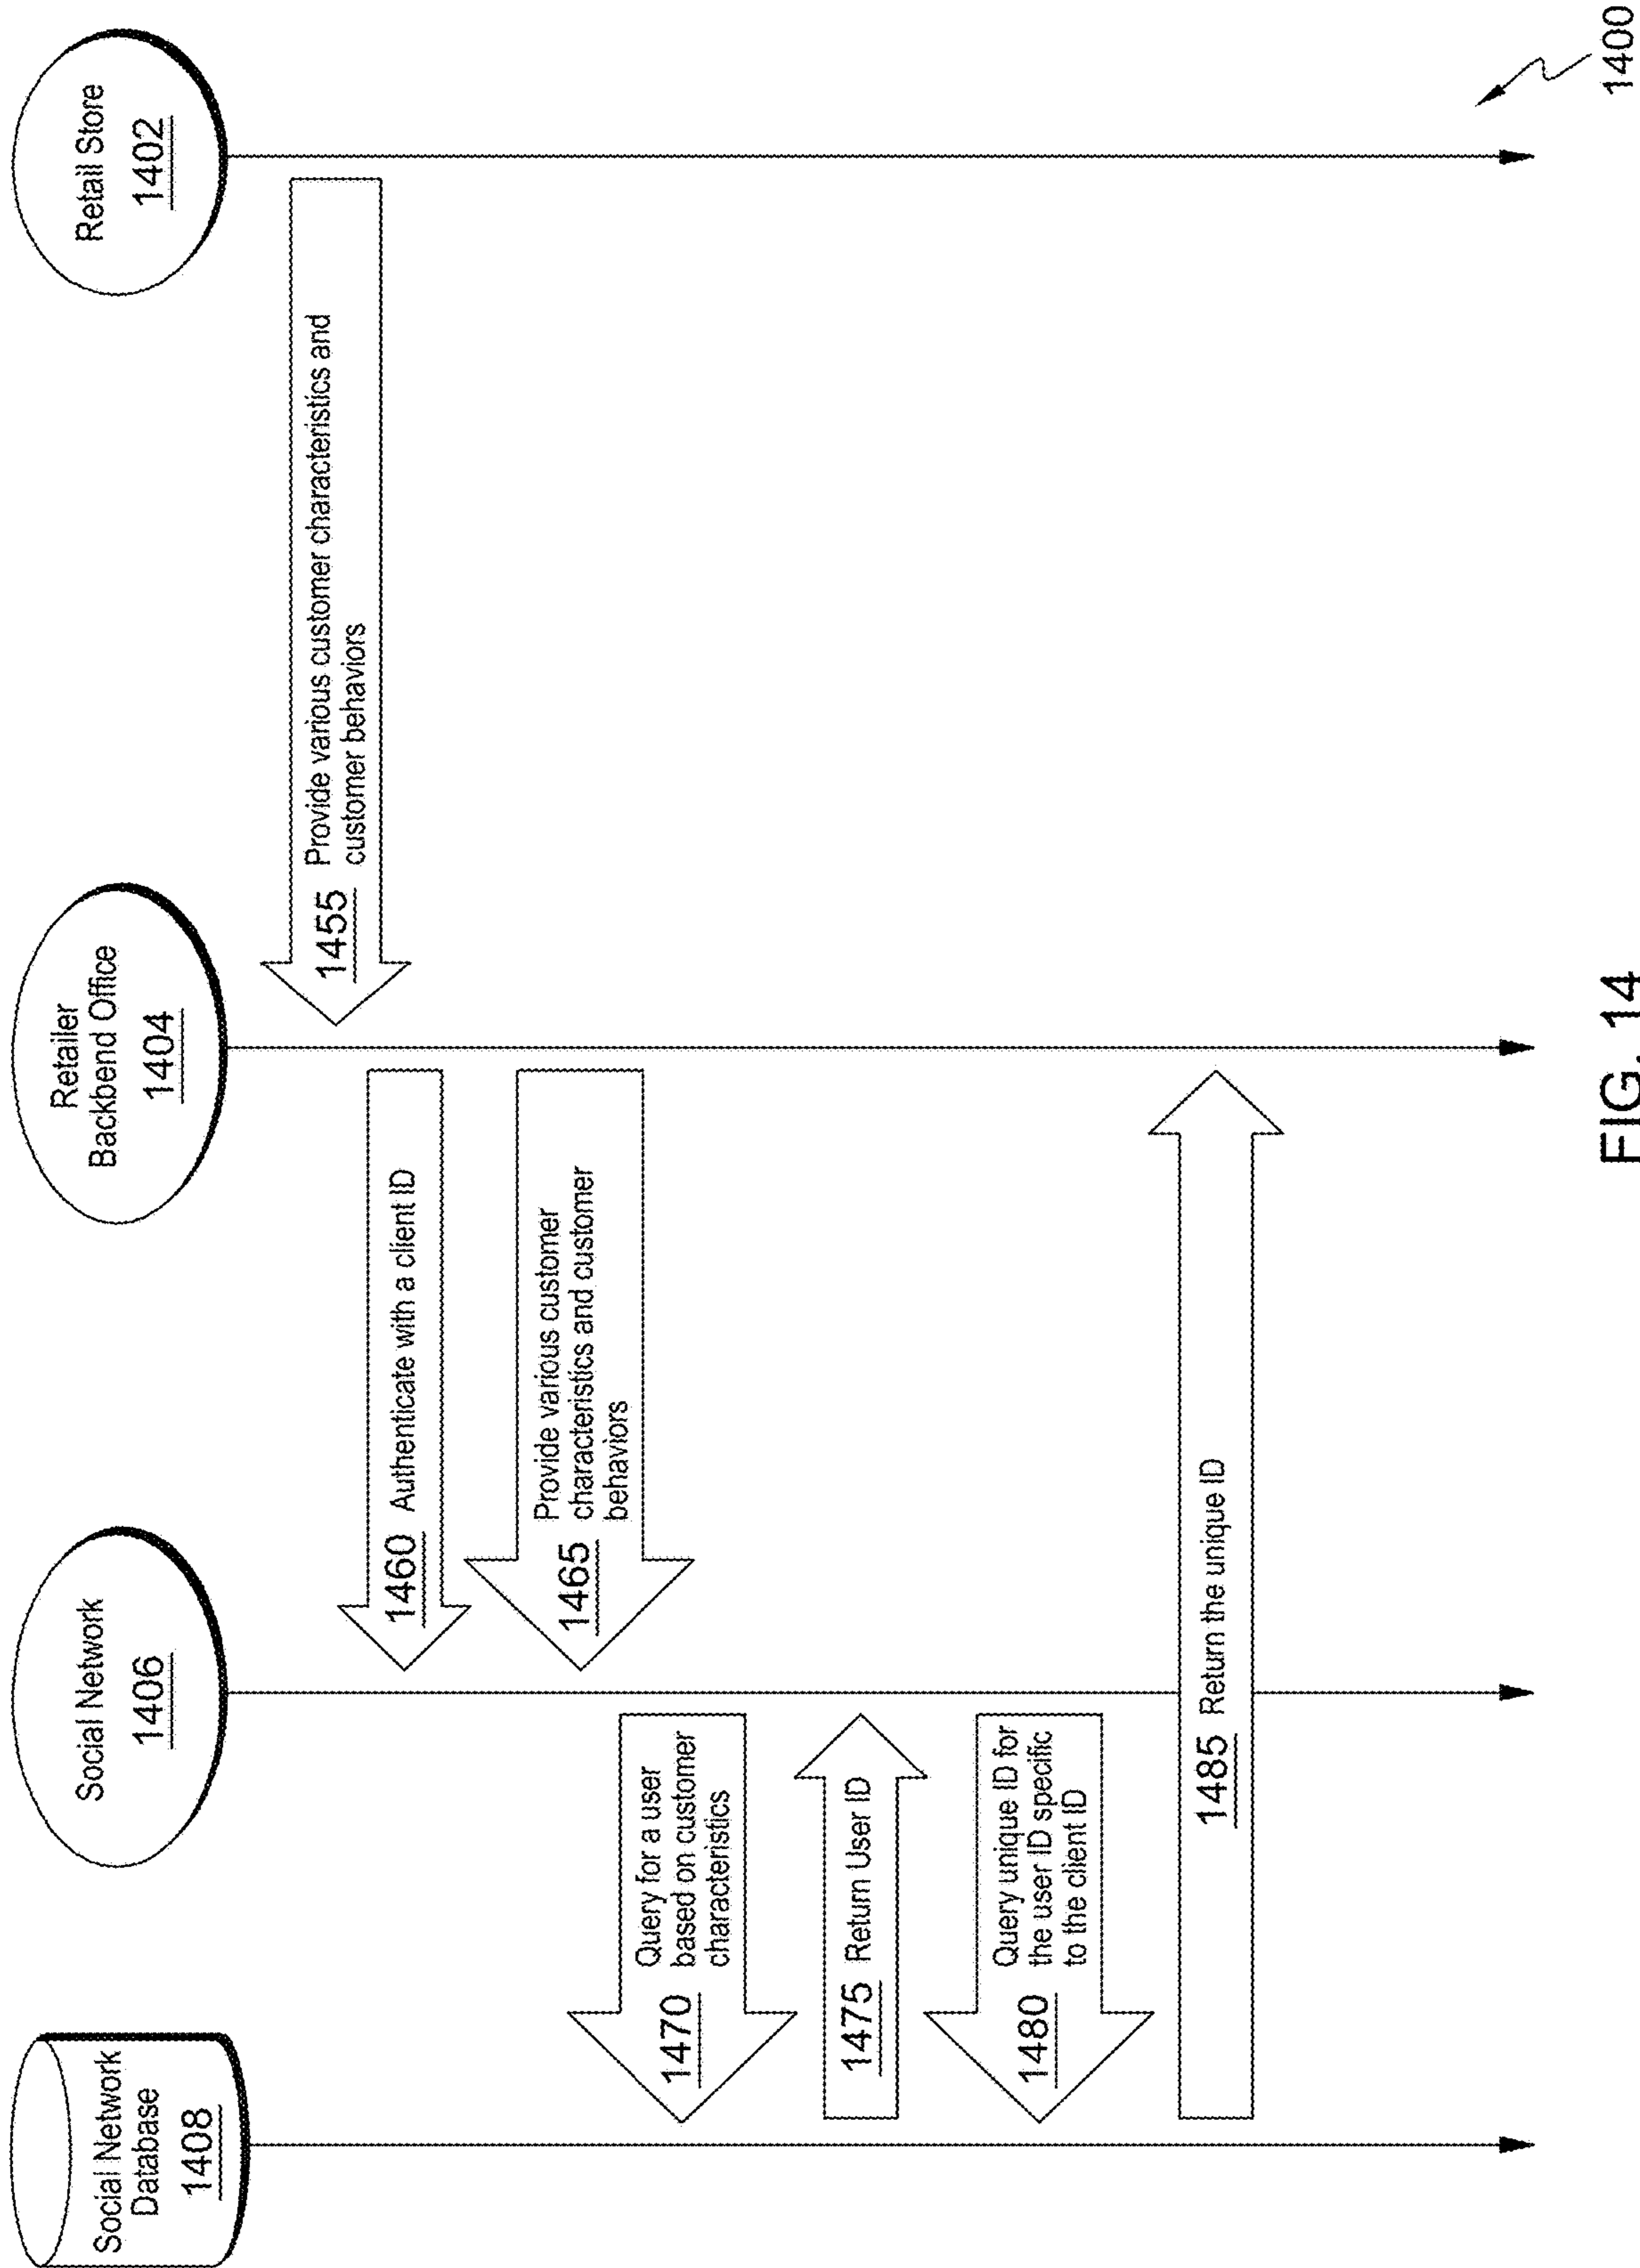 Social Network
Database
1408
Social Network
1406
Retailer
Backbend Office
1404
Retail Store
1402
1455 Provide various customer characteristics and
customer behaviors
1460 Authenticate with a client ID
1465 Provide various customer
characteristics and customer
behaviors
1470 Query for a user
based on customer
characteristics
1475 Return User ID
1480 Query unique ID for
the user ID specific
to the client ID
1485 Return the unique ID
1400
FIG. 14